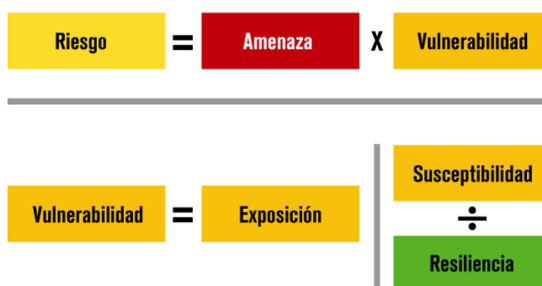 Riesgo = Amenaza X Vulnerabilidad
Vulnerabilidad = Exposición
Susceptibilidad
÷
Resiliencia